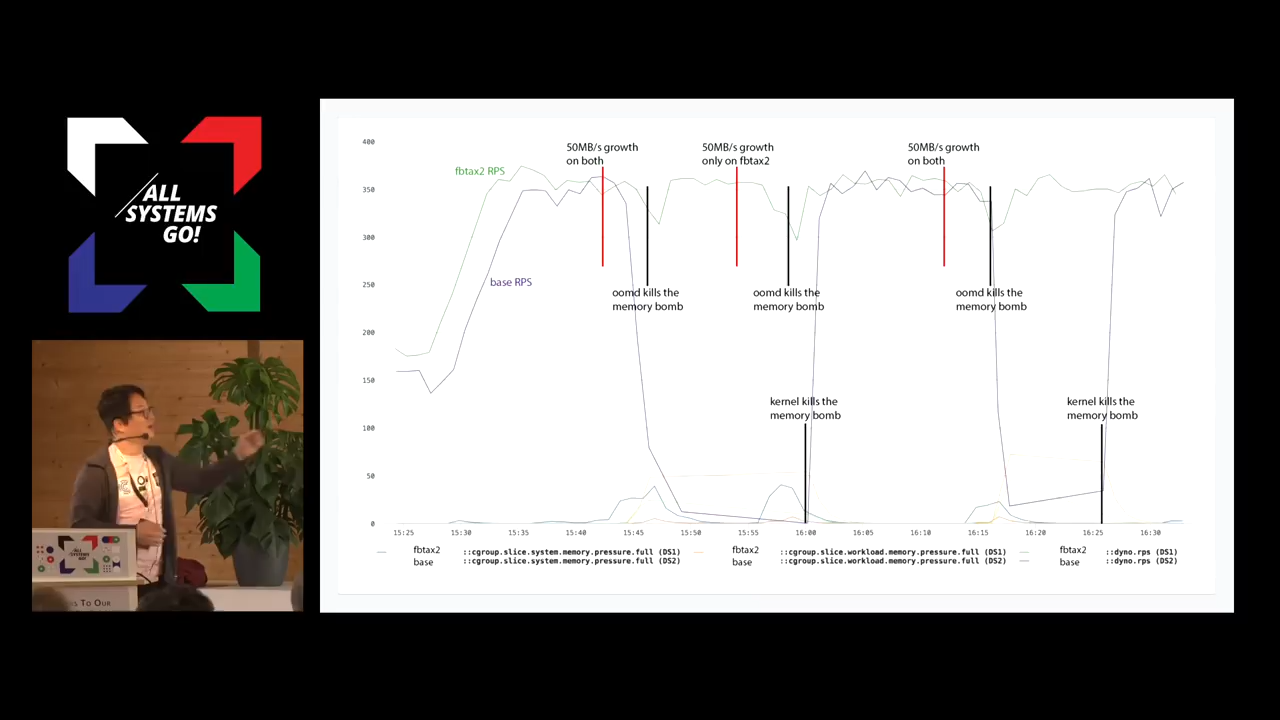 /ALL
SYSTEMS
GO!
400
350
300
250
200
150
100
50
0
fbtax2 RPS
base RPS
50MB/s growth
on both
50MB/s growth
only on fbtax2
50MB/s growth
on both
oomd kills the
memory bomb
oomd kills the
memory bomb
oomd kills the
memory bomb
kernel kills the
memory bomb
kernel kills the
memory bomb
15:25 15:30 15:35 15:40 15:45 15:50 15:55 16:00 16:05 16:10 16:15 16:20 16:25 16:30
fbtax2 ::cgroup.slice.system.memory.pressure.full (DS1) fbtax2 ::cgroup.slice.workload.memory.pressure.full (DS1) fbtax2 ::dyno.rps (DS1)
base ::cgroup.slice.system.memory.pressure.full (DS2) base ::cgroup.slice.workload.memory.pressure.full (DS2) base ::dyno.rps (DS2)
ALL
SYSTEMS
GO!
To Our